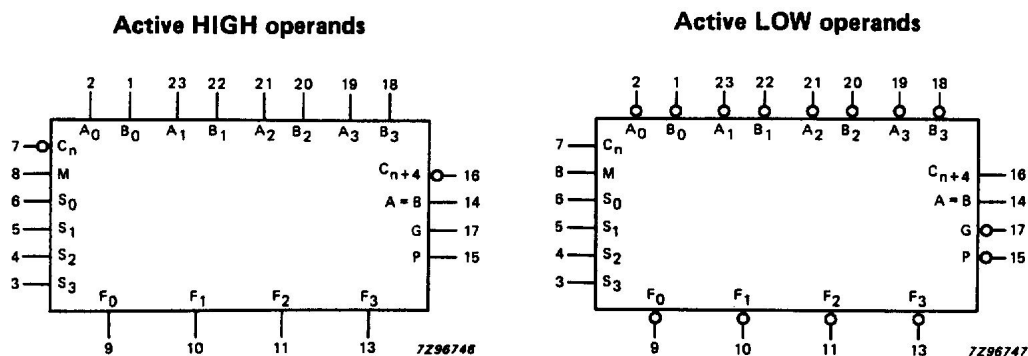 Active HIGH operands
2 1 23 22 21 20 19 18
A0 B0 A1 B1 A2 B2 A3 B3
7 Cn
8 M Cn+4 16
6 S0 A = B 14
5 S1 G 17
4 S2 P 15
3 S3
F0 F1 F2 F3
9 10 11 13
7Z96746
Active LOW operands
2 1 23 22 21 20 19 18
A0 B0 A1 B1 A2 B2 A3 B3
7 Cn
8 M Cn+4 16
6 S0 A = B 14
5 S1 G 17
4 S2 P 15
3 S3
F0 F1 F2 F3
9 10 11 13
7Z96747